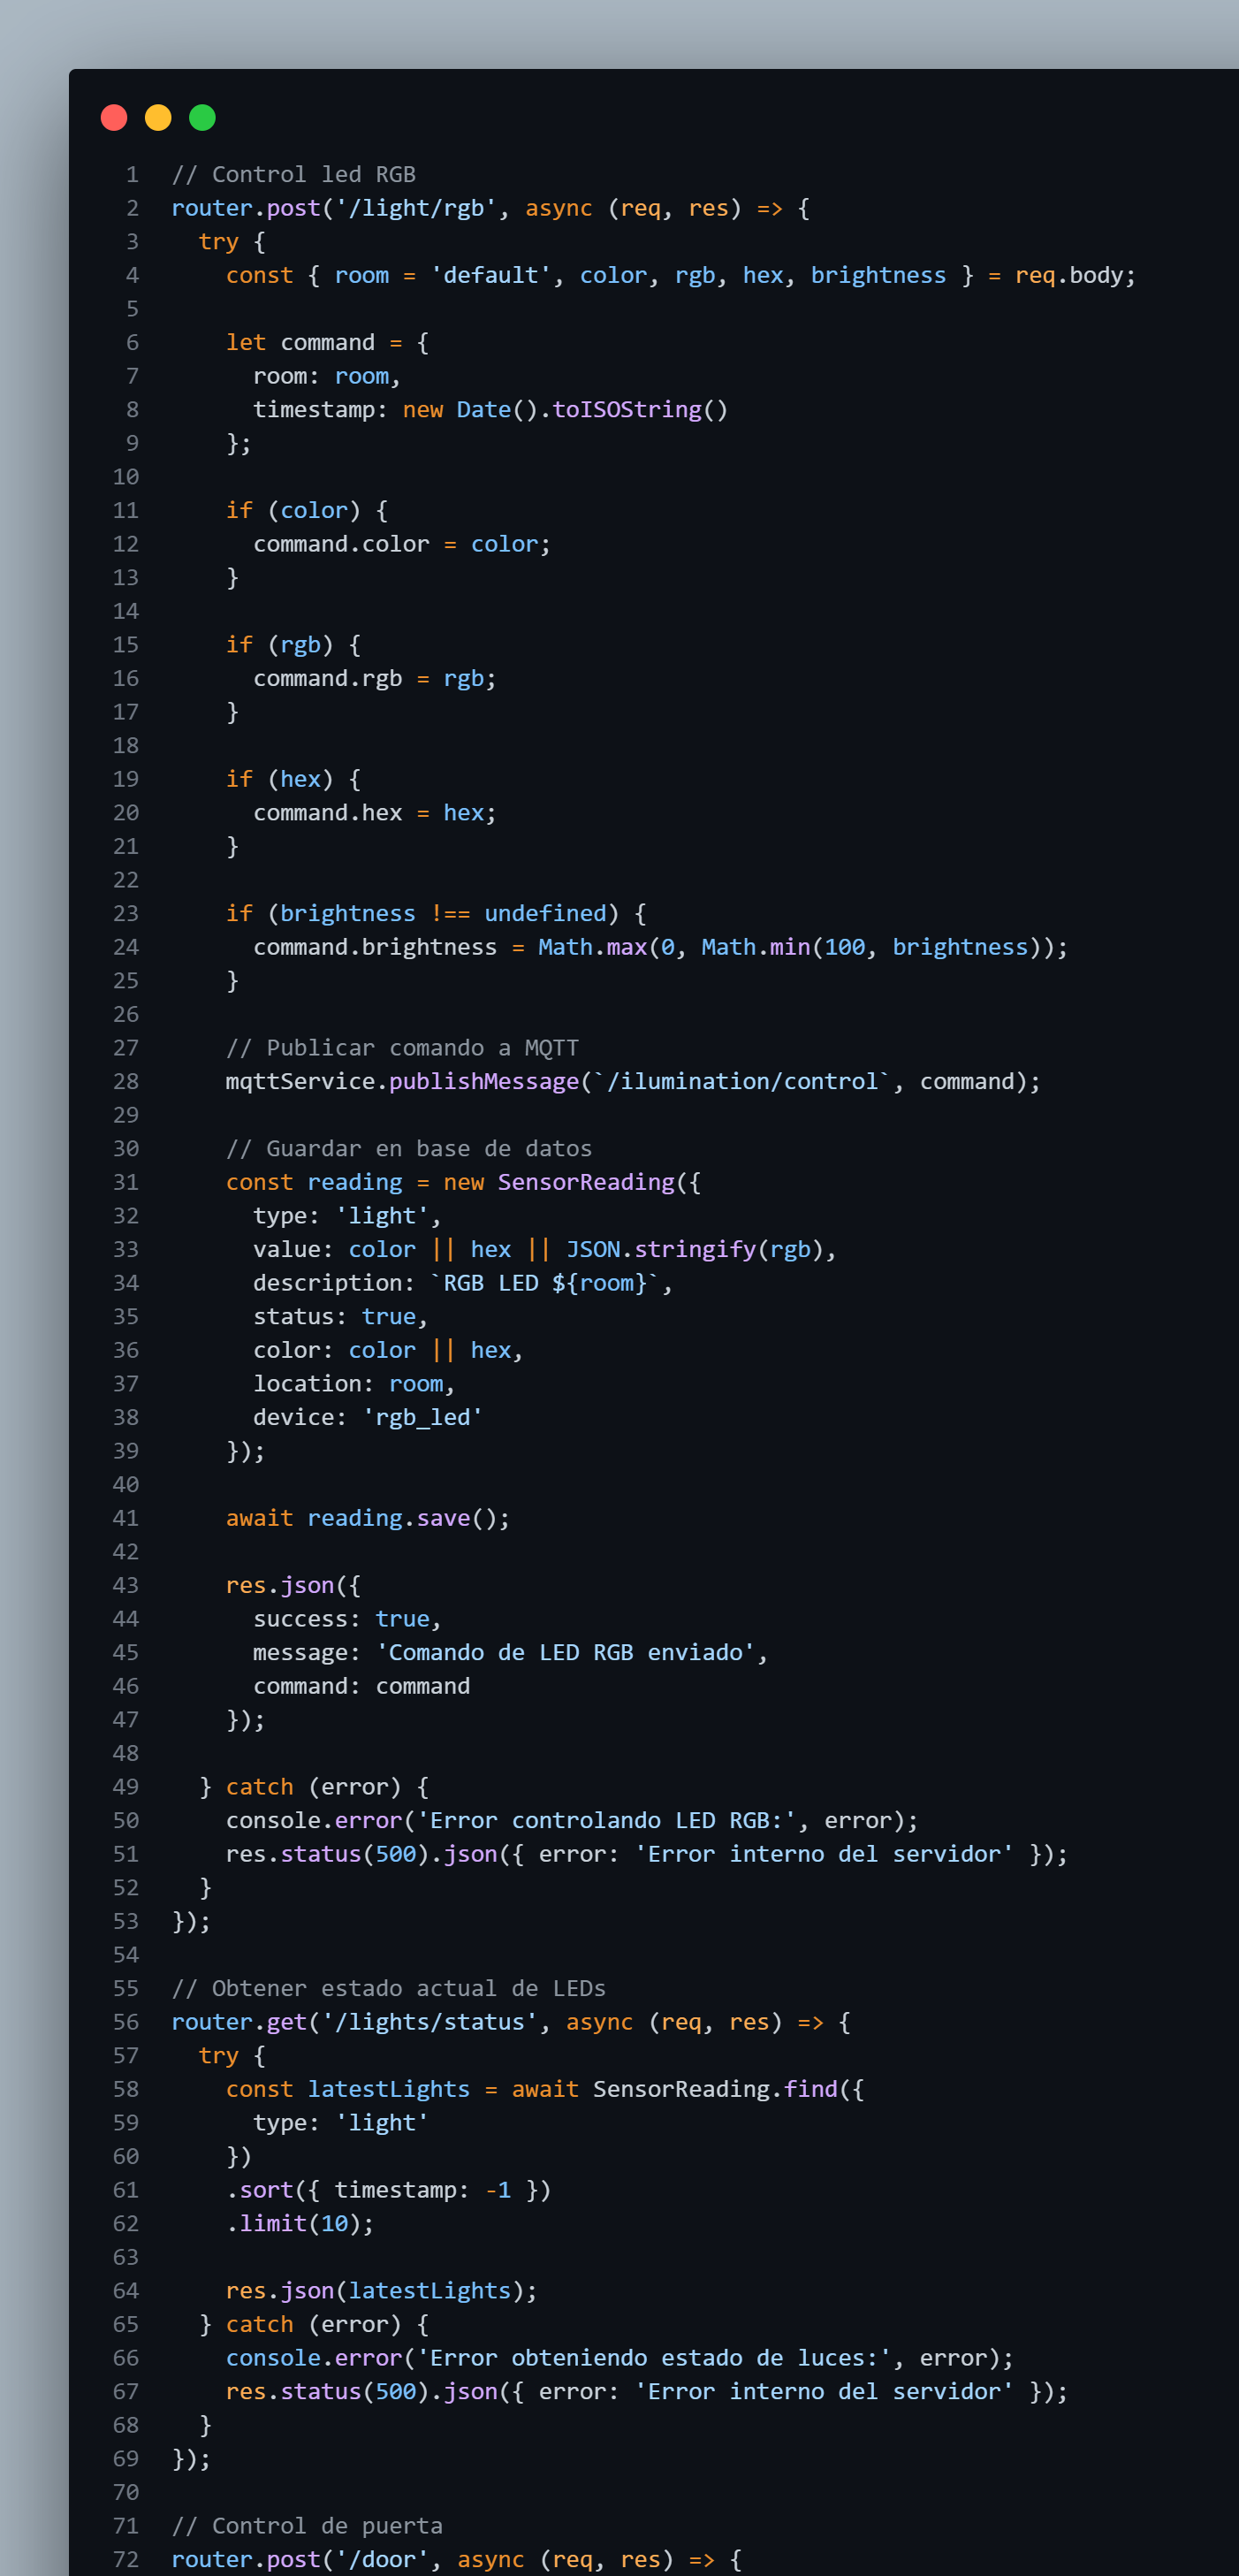 1 // Control led RGB
2 router.post('/light/rgb', async (req, res) => {
3   try {
4     const { room = 'default', color, rgb, hex, brightness } = req.body;
5
6     let command = {
7       room: room,
8       timestamp: new Date().toISOString()
9     };
10
11     if (color) {
12       command.color = color;
13     }
14
15     if (rgb) {
16       command.rgb = rgb;
17     }
18
19     if (hex) {
20       command.hex = hex;
21     }
22
23     if (brightness !== undefined) {
24       command.brightness = Math.max(0, Math.min(100, brightness));
25     }
26
27     // Publicar comando a MQTT
28     mqttService.publishMessage(`/ilumination/control`, command);
29
30     // Guardar en base de datos
31     const reading = new SensorReading({
32       type: 'light',
33       value: color || hex || JSON.stringify(rgb),
34       description: `RGB LED ${room}`,
35       status: true,
36       color: color || hex,
37       location: room,
38       device: 'rgb_led'
39     });
40
41     await reading.save();
42
43     res.json({
44       success: true,
45       message: 'Comando de LED RGB enviado',
46       command: command
47     });
48
49   } catch (error) {
50     console.error('Error controlando LED RGB:', error);
51     res.status(500).json({ error: 'Error interno del servidor' });
52   }
53 });
54
55 // Obtener estado actual de LEDs
56 router.get('/lights/status', async (req, res) => {
57   try {
58     const latestLights = await SensorReading.find({
59       type: 'light'
60     })
61     .sort({ timestamp: -1 })
62     .limit(10);
63
64     res.json(latestLights);
65   } catch (error) {
66     console.error('Error obteniendo estado de luces:', error);
67     res.status(500).json({ error: 'Error interno del servidor' });
68   }
69 });
70
71 // Control de puerta
72 router.post('/door', async (req, res) => {